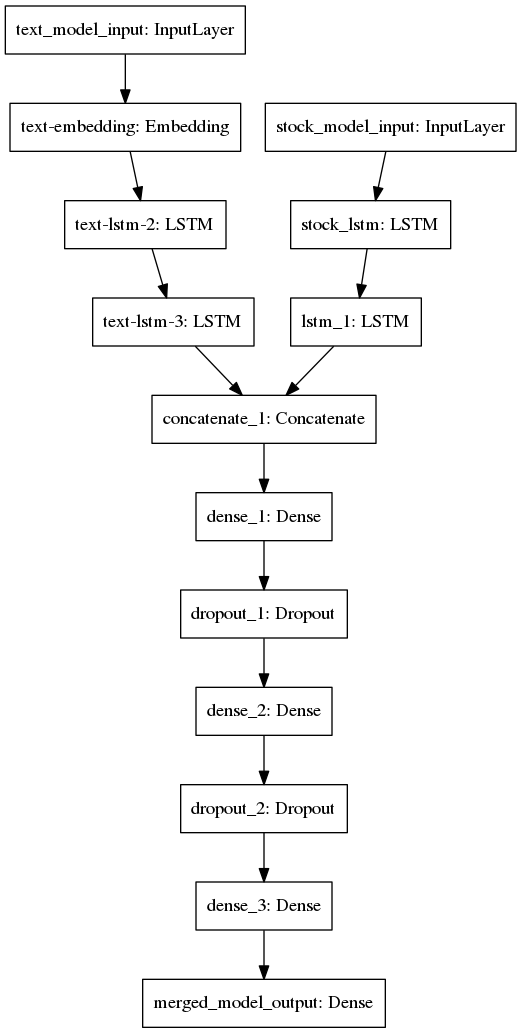 text_model_input: InputLayer
text-embedding: Embedding
stock_model_input: InputLayer
text-lstm-2: LSTM
stock_lstm: LSTM
text-lstm-3: LSTM
lstm_1: LSTM
concatenate_1: Concatenate
dense_1: Dense
dropout_1: Dropout
dense_2: Dense
dropout_2: Dropout
dense_3: Dense
merged_model_output: Dense